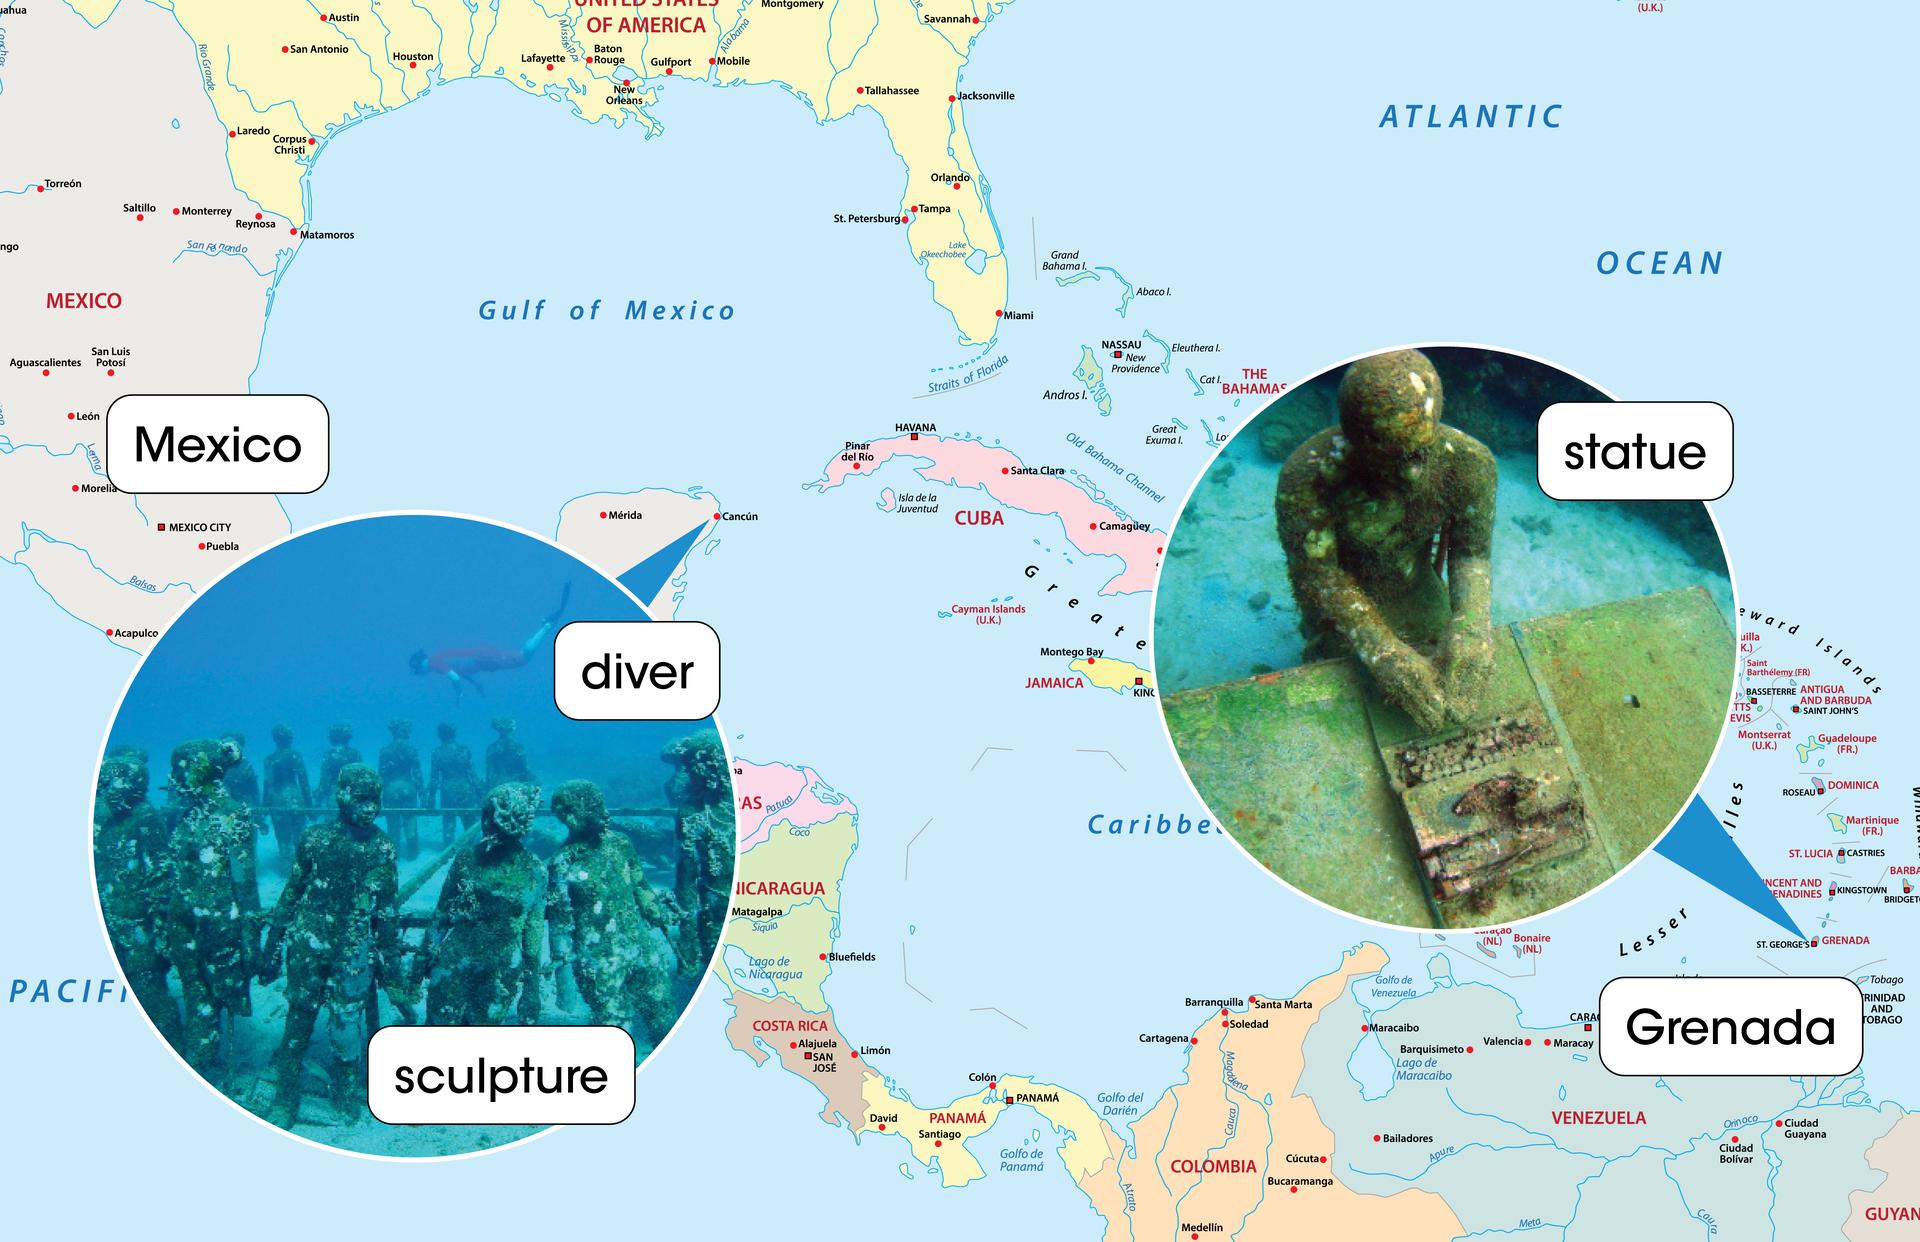 UNITED STATES
OF AMERICA
Montgomery
Savannah
(U.K.)
Austin
San Antonio
Houston
Lafayette
Baton
Rouge
Gulfport
Mobile
New
Orleans
Mississippi
Alabama
Rio Grande
Tallahassee
Jacksonville
ATLANTIC
OCEAN
Laredo
Corpus
Christi
Torreón
Saltillo
Monterrey
Reynosa
Matamoros
San Fernando
Orlando
Tampa
St. Petersburg
Lake
Okeechobee
Miami
Grand
Bahama I.
Abaco I.
MEXICO
Gulf of Mexico
Aguascalientes
San Luis
Potosí
León
Lerma
Morelia
Straits of Florida
NASSAU
New
Providence
Eleuthera I.
Cat I.
Andros I.
THE
BAHAMAS
Great
Exuma I.
Old Bahama Channel
Mexico
statue
HAVANA
Pinar
del Río
Santa Clara
Isla de la
Juventud
CUBA
Camagüey
MEXICO CITY
Puebla
Balsas
Acapulco
Mérida
Cancún
Cayman Islands
(U.K.)
Greate
Montego Bay
JAMAICA
diver
eward Islands
Saint
Barthélemy (FR)
BASSETERRE
ANTIGUA
AND BARBUDA
SAINT JOHN'S
Montserrat
(U.K.)
Guadeloupe
(FR.)
ROSEAU
DOMINICA
Martinique
(FR.)
ST. LUCIA
CASTRIES
KINGSTOWN
BARBA
BRIDGET
ST. GEORGE'S
GRENADA
Lesser
lles
Caribbe
Patuca
Coco
NICARAGUA
Matagalpa
Siquia
Bluefields
Lago de
Nicaragua
PACIFI
COSTA RICA
Alajuela
SAN
JOSÉ
Limón
sculpture
Curaçao
(NL)
Bonaire
(NL)
Tobago
TRINIDAD
AND
TOBAGO
Grenada
Golfo de
Venezuela
Barranquilla
Santa Marta
Soledad
Cartagena
Maracaibo
CARAC
Valencia
Maracay
Barquisimeto
Lago de
Maracaibo
Colón
PANAMÁ
David
PANAMÁ
Santiago
Golfo de
Panamá
Golfo del
Darién
Magdalena
Cauca
Atrato
VENEZUELA
Orinoco
Ciudad
Guayana
Ciudad
Bolívar
Bailadores
Apure
COLOMBIA
Cúcuta
Bucaramanga
Medellín
Meta
Caura
GUYAN